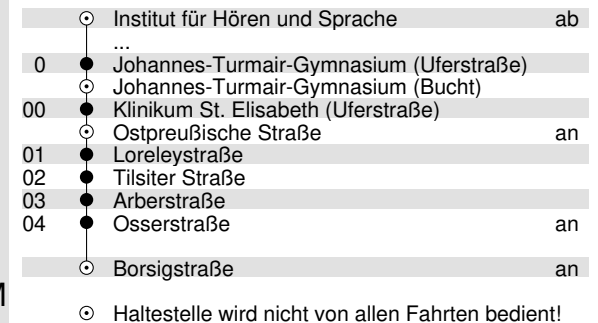 Institut für Hören und Sprache ab
...
0 Johannes-Turmair-Gymnasium (Uferstraße)
Johannes-Turmair-Gymnasium (Bucht)
00 Klinikum St. Elisabeth (Uferstraße)
Ostpreußische Straße an
01 Loreleystraße
02 Tilsiter Straße
03 Arberstraße
04 Osserstraße an
Borsigstraße an
M
⊙ Haltestelle wird nicht von allen Fahrten bedient!